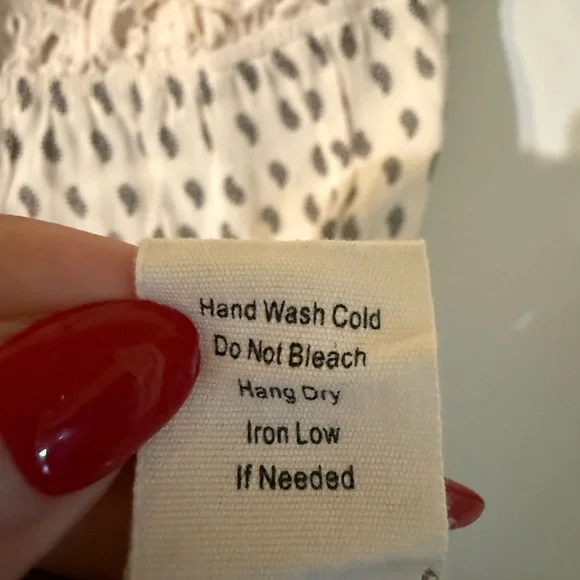 Hand Wash Cold
Do Not Bleach
Hang Dry
Iron Low
If Needed